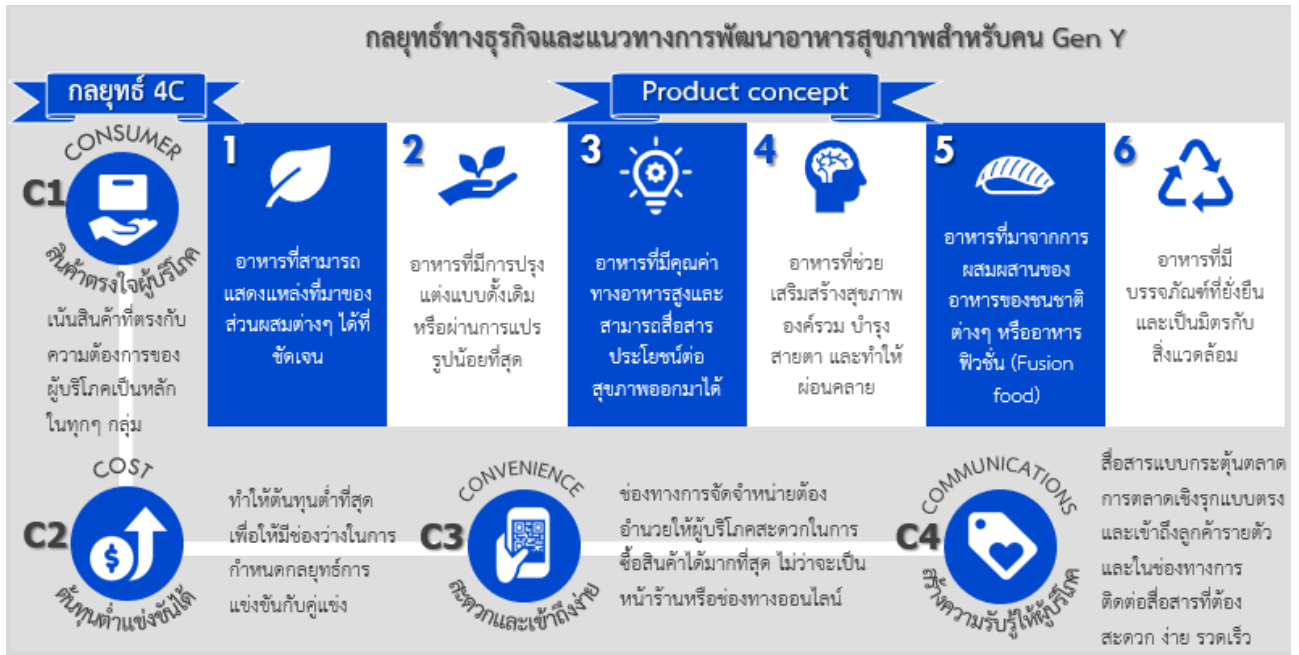 กลยุทธ์ทางธุรกิจและแนวทางการพัฒนาอาหารสุขภาพสำหรับคน Gen Y
กลยุทธ์ 4C
Product concept
CONSUMER
C1
สินค้าตรงใจผู้บริโภค
เน้นสินค้าที่ตรงกับ
ความต้องการของ
ผู้บริโภคเป็นหลัก
ในทุกๆ กลุ่ม
1
อาหารที่สามารถ
แสดงแหล่งที่มาของ
ส่วนผสมต่างๆ ได้ที่
ชัดเจน
2
อาหารที่มีการปรุง
แต่งแบบดั้งเดิม
หรือผ่านการแปร
รูปน้อยที่สุด
3
อาหารที่มีคุณค่า
ทางอาหารสูงและ
สามารถสื่อสาร
ประโยชน์ต่อ
สุขภาพออกมาได้
4
อาหารที่ช่วย
เสริมสร้างสุขภาพ
องค์รวม บำรุง
สายตา และทำให้
ผ่อนคลาย
5
อาหารที่มาจากการ
ผสมผสานของ
อาหารของชนชาติ
ต่างๆ หรืออาหาร
ฟิวชั่น (Fusion
food)
6
อาหารที่มี
บรรจุภัณฑ์ที่ยั่งยืน
และเป็นมิตรกับ
สิ่งแวดล้อม
COST
C2
ต้นทุนต่ำแข่งขันได้
ทำให้ต้นทุนต่ำที่สุด
เพื่อให้มีช่องว่างในการ
กำหนดกลยุทธ์การ
แข่งขันกับคู่แข่ง
CONVENIENCE
C3
สะดวกและเข้าถึงง่าย
ช่องทางการจัดจำหน่ายต้อง
อำนวยให้ผู้บริโภคสะดวกในการ
ซื้อสินค้าได้มากที่สุด ไม่ว่าจะเป็น
หน้าร้านหรือช่องทางออนไลน์
COMMUNICATIONS
C4
สร้างความรับรู้ให้ผู้บริโภค
สื่อสารแบบกระตุ้นตลาด
การตลาดเชิงรุกแบบตรง
และเข้าถึงลูกค้ารายตัว
และในช่องทางการ
ติดต่อสื่อสารที่ต้อง
สะดวก ง่าย รวดเร็ว